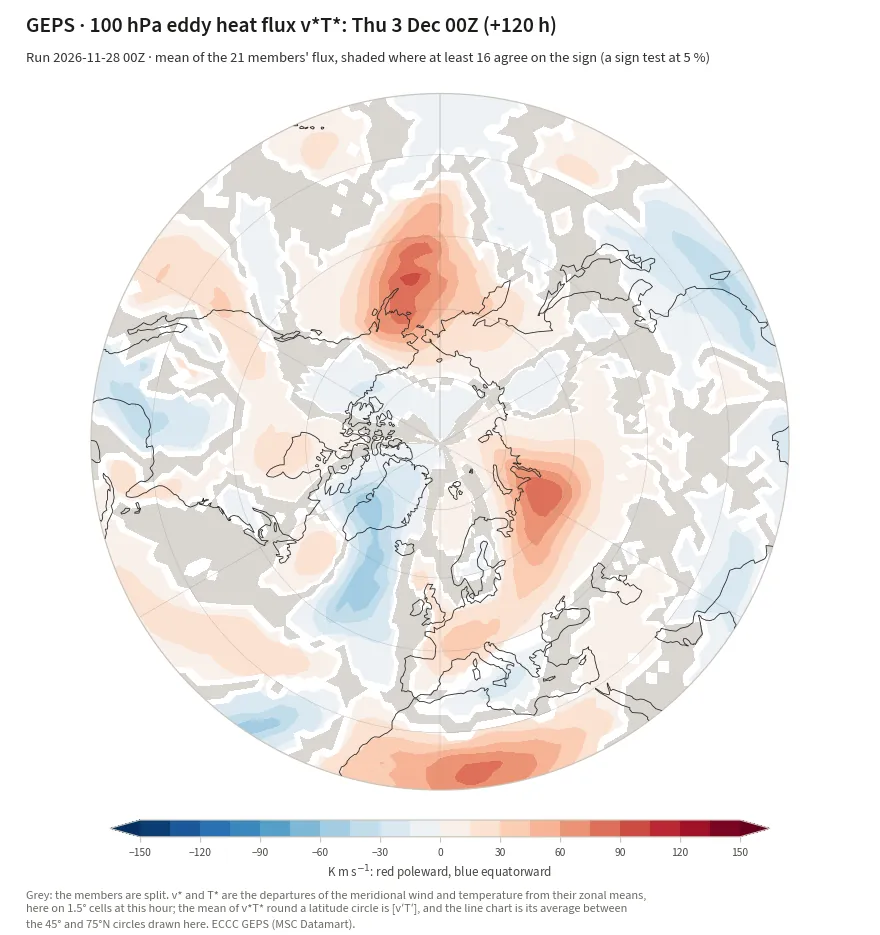 GEPS · 100 hPa eddy heat flux v*T*: Thu 3 Dec 00Z (+120 h)
Run 2026-11-28 00Z · mean of the 21 members' flux, shaded where at least 16 agree on the sign (a sign test at 5 %)
−150 −120 −90 −60 −30 0 30 60 90 120 150
K m s⁻¹: red poleward, blue equatorward
Grey: the members are split. v* and T* are the departures of the meridional wind and temperature from their zonal means,
here on 1.5° cells at this hour; the mean of v*T* round a latitude circle is [v′T′], and the line chart is its average between
the 45° and 75°N circles drawn here. ECCC GEPS (MSC Datamart).